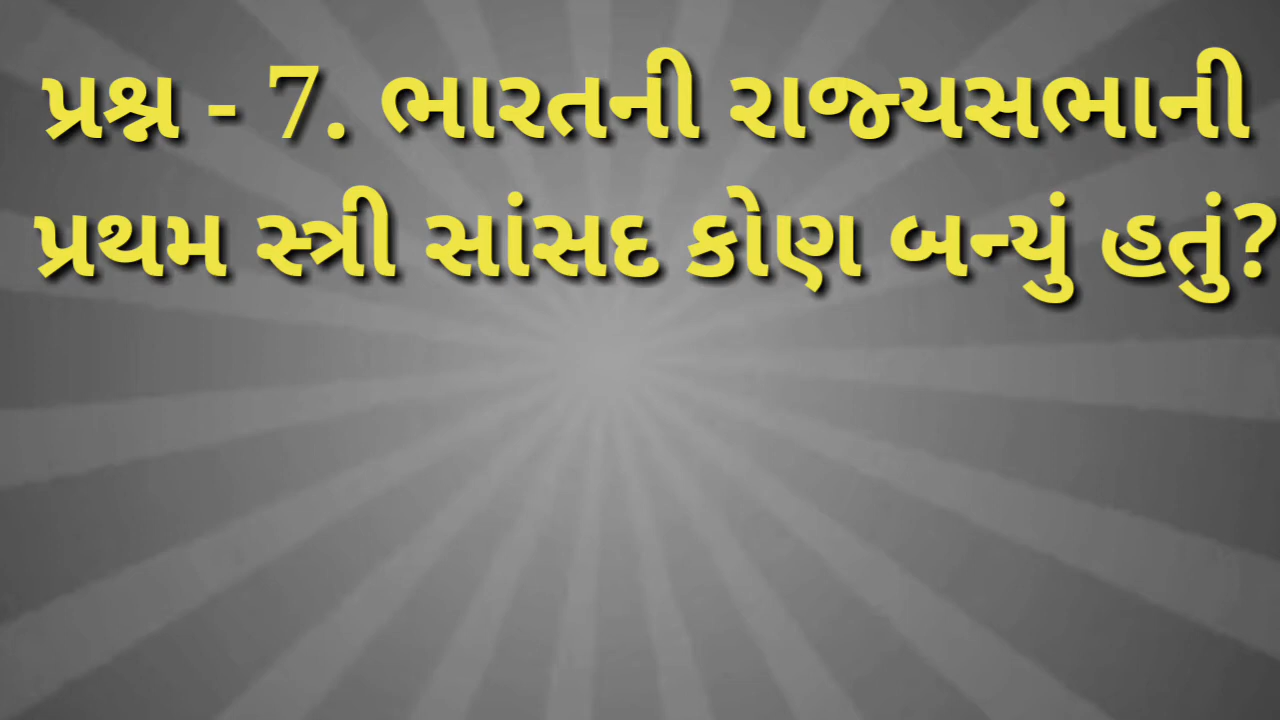 પ્રશ્ન - 7. ભારતની રાજ્યસભાની
પ્રથમ સ્ત્રી સાંસદ કોણ બન્યું હતું?